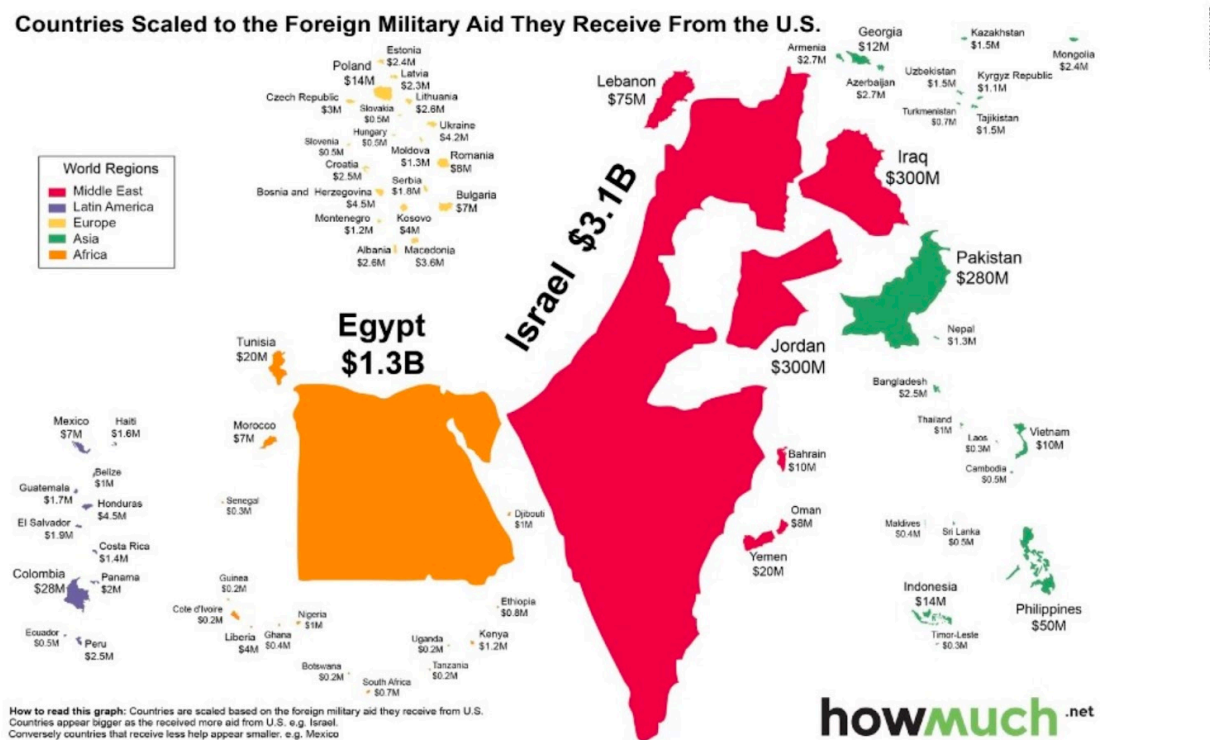 Countries Scaled to the Foreign Military Aid They Receive From the U.S.
World Regions
Middle East
Latin America
Europe
Asia
Africa
Estonia
$2.4M
Poland
$14M
Latvia
$2.3M
Czech Republic
$3M
Lithuania
$2.6M
Slovakia
$0.5M
Ukraine
$4.2M
Hungary
$0.5M
Slovenia
$0.5M
Moldova
$1.3M
Romania
$8M
Croatia
$2.5M
Serbia
$1.8M
Bosnia and Herzegovina
$4.5M
Bulgaria
$7M
Montenegro
$1.2M
Kosovo
$4M
Albania
$2.6M
Macedonia
$3.6M
Lebanon
$75M
Israel $3.1B
Iraq
$300M
Jordan
$300M
Bahrain
$10M
Oman
$8M
Yemen
$20M
Armenia
$2.7M
Georgia
$12M
Azerbaijan
$2.7M
Kazakhstan
$1.5M
Mongolia
$2.4M
Uzbekistan
$1.5M
Kyrgyz Republic
$1.1M
Turkmenistan
$0.7M
Tajikistan
$1.5M
Pakistan
$280M
Nepal
$1.3M
Bangladesh
$2.5M
Thailand
$1M
Laos
$0.3M
Vietnam
$10M
Cambodia
$0.5M
Maldives
$0.4M
Sri Lanka
$0.5M
Indonesia
$14M
Timor-Leste
$0.3M
Philippines
$50M
Egypt
$1.3B
Tunisia
$20M
Morocco
$7M
Senegal
$0.3M
Djibouti
$1M
Guinea
$0.2M
Cote d'Ivoire
$0.2M
Liberia
$4M
Ghana
$0.4M
Nigeria
$1M
Ethiopia
$0.8M
Uganda
$0.2M
Kenya
$1.2M
Botswana
$0.2M
South Africa
$0.7M
Tanzania
$0.2M
Mexico
$7M
Haiti
$1.6M
Belize
$1M
Guatemala
$1.7M
Honduras
$4.5M
El Salvador
$1.9M
Costa Rica
$1.4M
Colombia
$28M
Panama
$2M
Ecuador
$0.5M
Peru
$2.5M
How to read this graph: Countries are scaled based on the foreign military aid they receive from U.S.
Countries appear bigger as the received more aid from U.S. e.g. Israel.
Conversely countries that receive less help appear smaller. e.g. Mexico
howmuch.net